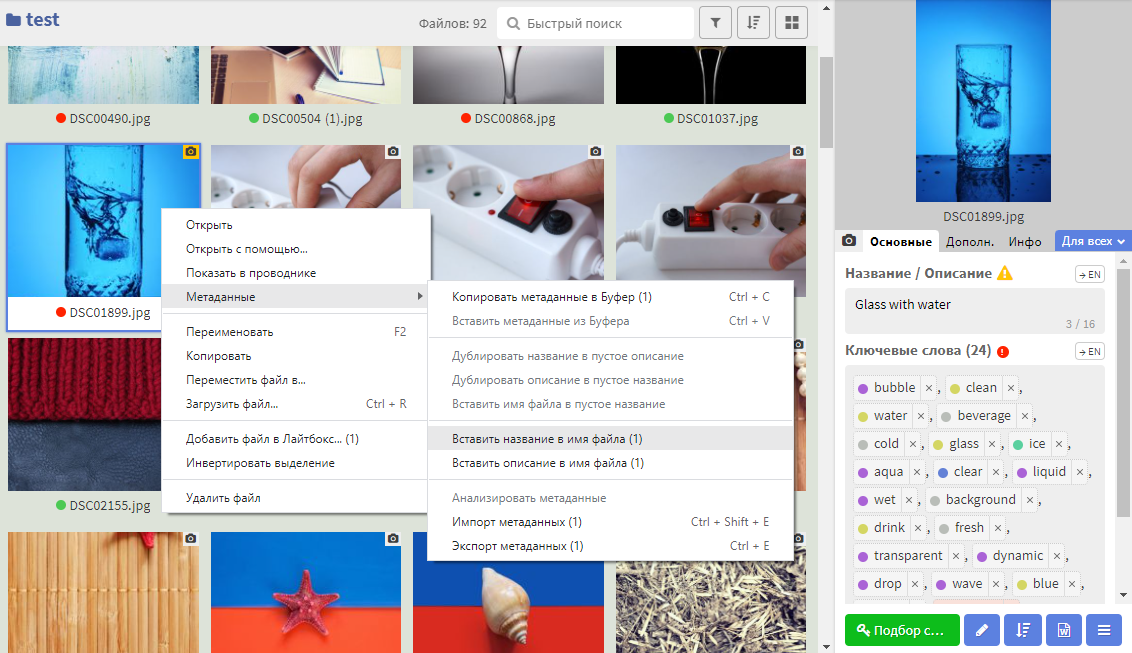 test
Файлов: 92
Быстрый поиск
DSC00490.jpg
DSC00504 (1).jpg
DSC00868.jpg
DSC01037.jpg
DSC01899.jpg
DSC02155.jpg
Открыть
Открыть с помощью...
Показать в проводнике
Метаданные
Переименовать F2
Копировать
Переместить файл в...
Загрузить файл... Ctrl + R
Добавить файл в Лайтбокс... (1)
Инвертировать выделение
Удалить файл
Копировать метаданные в Буфер (1) Ctrl + C
Вставить метаданные из Буфера Ctrl + V
Дублировать название в пустое описание
Дублировать описание в пустое название
Вставить имя файла в пустое название
Вставить название в имя файла (1)
Вставить описание в имя файла (1)
Анализировать метаданные
Импорт метаданных (1) Ctrl + Shift + E
Экспорт метаданных (1) Ctrl + E
DSC01899.jpg
Основные Дополн. Инфо Для всех
Название / Описание → EN
Glass with water
3 / 16
Ключевые слова (24) → EN
bubble ×, clean ×,
water ×, beverage ×,
cold ×, glass ×, ice ×,
aqua ×, clear ×, liquid ×,
wet ×, background ×,
drink ×, fresh ×,
transparent ×, dynamic ×,
drop ×, wave ×, blue ×,
Подбор с...